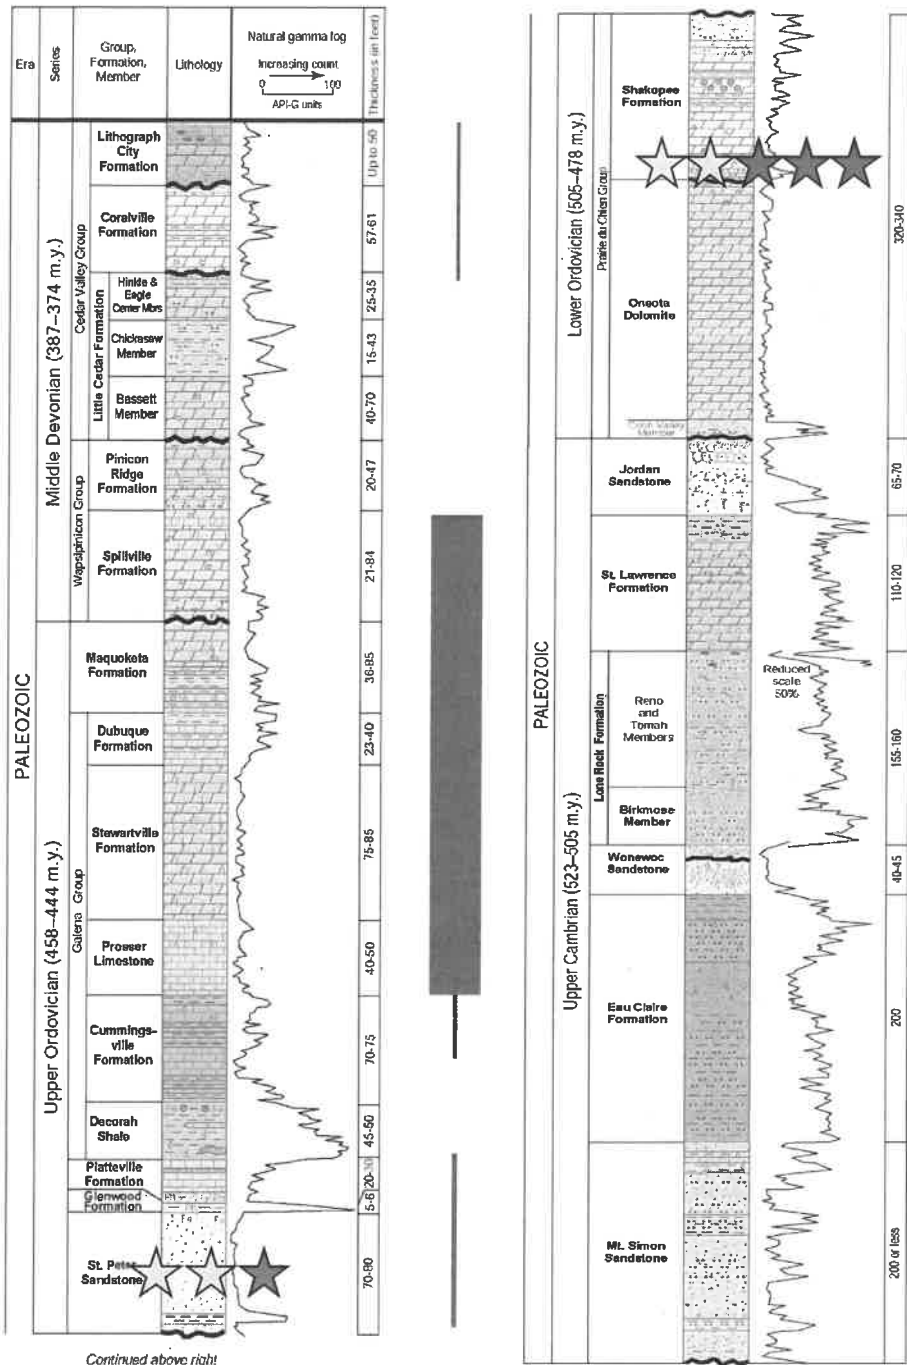 Era
Series
Group,
Formation,
Member
Lithology
Natural gamma log
Increasing count
0 100
API-G units
Thickness (in feet)
PALEOZOIC
Middle Devonian (387–374 m.y.)
Cedar Valley Group
Lithograph
City
Formation
Up to 50
Coralville
Formation
57-61
Little Cedar Formation
Hinkle &
Eagle
Center Mbrs
25-35
Chickasaw
Member
15-43
Bassett
Member
40-70
Wapsipinicon Group
Pinicon
Ridge
Formation
20-47
Spillville
Formation
21-84
Upper Ordovician (458–444 m.y.)
Maquoketa
Formation
36-85
Galena Group
Dubuque
Formation
23-40
Stewartville
Formation
75-85
Prosser
Limestone
40-50
Cummings-
ville
Formation
70-75
Decorah
Shale
45-50
Platteville
Formation
20-30
Glenwood
Formation
5-6
St. Peter
Sandstone
70-80
Continued above right
PALEOZOIC
Lower Ordovician (505–478 m.y.)
Prairie du Chien Group
Shakopee
Formation
Oneota
Dolomite
Member
320-340
Upper Cambrian (523–505 m.y.)
Jordan
Sandstone
65-70
St. Lawrence
Formation
110-120
Lone Rock Formation
Reno
and
Tomah
Members
Reduced
scale
50%
Birkmose
Member
155-160
Wonewoc
Sandstone
40-45
Eau Claire
Formation
200
Mt. Simon
Sandstone
200 or less